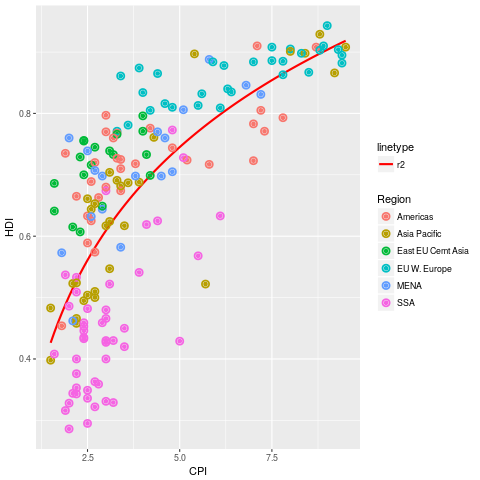 HDI
0.8
0.6
0.4
2.5
5.0
7.5
CPI
linetype
r2
Region
Americas
Asia Pacific
East EU Cemt Asia
EU W. Europe
MENA
SSA